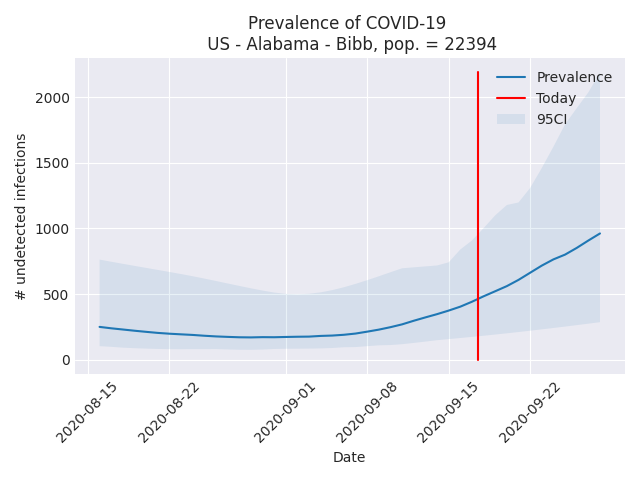 Prevalence of COVID-19
US - Alabama - Bibb, pop. = 22394
Prevalence
Today
95CI
# undetected infections
2000
1500
1000
500
0
2020-08-15
2020-08-22
2020-09-01
2020-09-08
2020-09-15
2020-09-22
Date